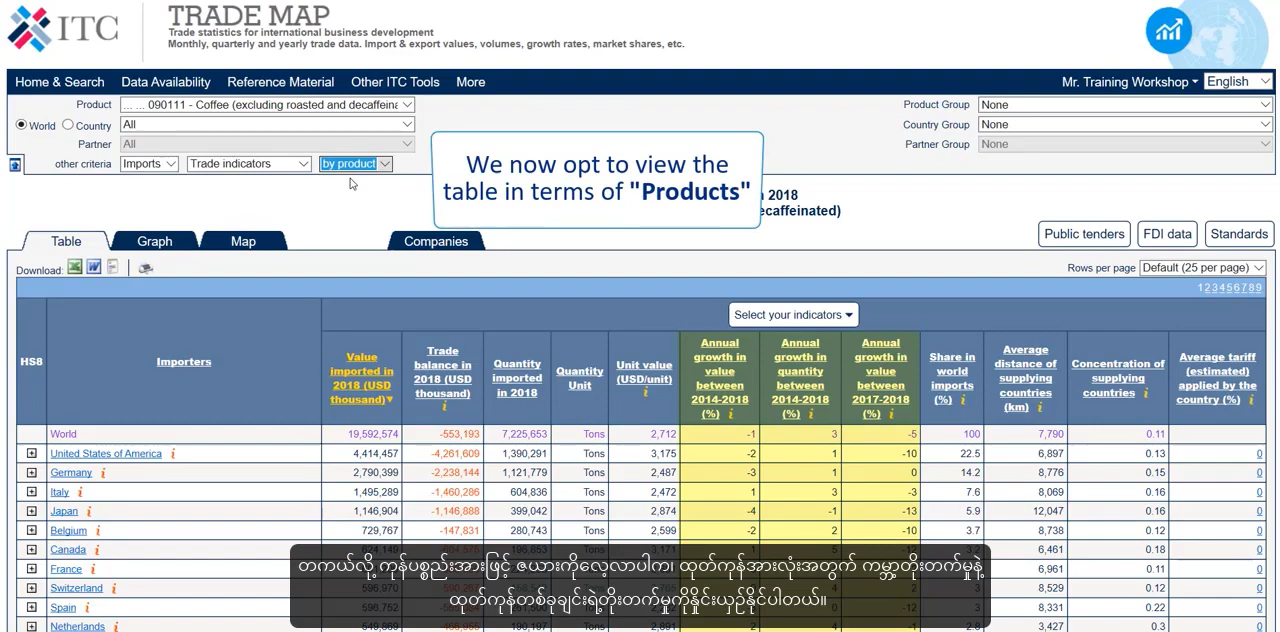 ITC
TRADE MAP
Trade statistics for international business development
Monthly, quarterly and yearly trade data. Import & export values, volumes, growth rates, market shares, etc.
Home & Search Data Availability Reference Material Other ITC Tools More Mr. Training Workshop English
Product ... ... 090111 - Coffee (excluding roasted and decaffeina Product Group None
World Country All Country Group None
Partner All Partner Group None
other criteria Imports Trade indicators by product
We now opt to view the
table in terms of "Products"
n 2018
ecaffeinated)
Table Graph Map Companies Public tenders FDI data Standards
Download: Rows per page Default (25 per page)
1 2 3 4 5 6 7 8 9
Select your indicators
HS8 Importers Value imported in 2018 (USD thousand) Trade balance in 2018 (USD thousand) i Quantity imported in 2018 Quantity Unit Unit value (USD/unit) i Annual growth in value between 2014-2018 (%) i Annual growth in quantity between 2014-2018 (%) i Annual growth in value between 2017-2018 (%) i Share in world imports (%) i Average distance of supplying countries (km) i Concentration of supplying countries i Average tariff (estimated) applied by the country (%) i
World 19,592,574 -553,193 7,225,653 Tons 2,712 -1 3 -5 100 7,790 0.11
United States of America i 4,414,457 -4,261,609 1,390,291 Tons 3,175 -2 1 -10 22.5 6,897 0.13 0
Germany i 2,790,399 -2,238,144 1,121,779 Tons 2,487 -3 1 0 14.2 8,776 0.15 0
Italy i 1,495,289 -1,460,286 604,836 Tons 2,472 1 3 -3 7.6 8,069 0.16 0
Japan i 1,146,904 -1,146,888 399,042 Tons 2,874 -4 -1 -13 5.9 12,047 0.16 0
Belgium i 729,767 -147,831 280,743 Tons 2,599 -2 2 -10 3.7 8,738 0.12 0
Canada i 6,461 0.18 0
France i 6,961 0.11 0
Switzerland i 8,529 0.12 0
Spain i 8,331 0.22 0
Netherlands i 3,427 0.3 0
တကယ်လို့ ကုန်ပစ္စည်းအားဖြင့် ဇယားကိုလေ့လာပါက၊ ထုတ်ကုန်အားလုံးအတွက် ကမ္ဘာ့တိုးတက်မှုနဲ့
ထုတ်ကုန်တစ်ခုချင်းရဲ့တိုးတက်မှုကိုနှိုင်းယှဉ်နိုင်ပါတယ်။